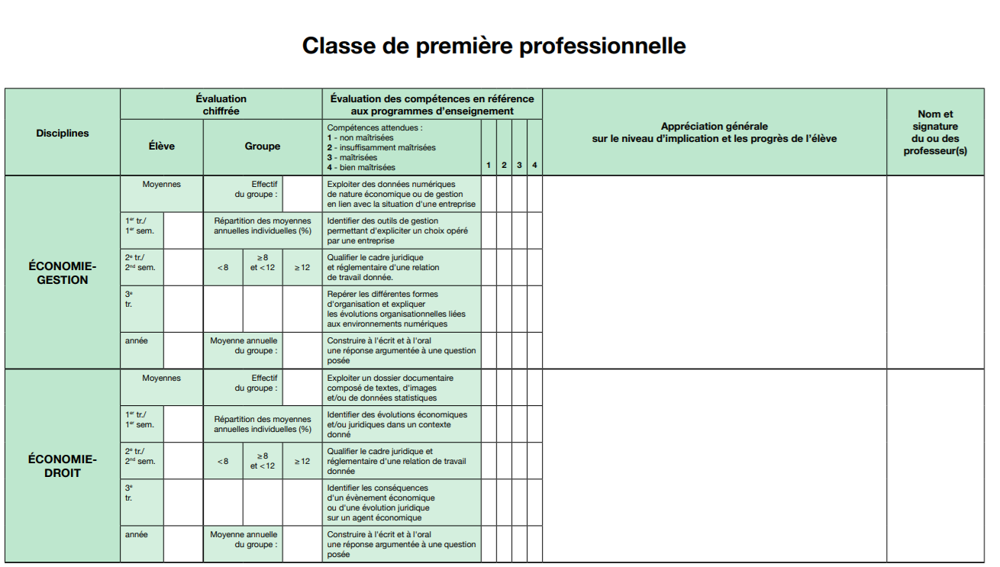 Classe de première professionnelle
Disciplines
Évaluation
chiffrée
Évaluation des compétences en référence
aux programmes d'enseignement
Appréciation générale
sur le niveau d'implication et les progrès de l'élève
Nom et
signature
du ou des
professeur(s)
Élève
Groupe
Compétences attendues :
1 - non maîtrisées
2 - insuffisamment maîtrisées
3 - maîtrisées
4 - bien maîtrisées
1 2 3 4
ÉCONOMIE-
GESTION
Moyennes
Effectif
du groupe :
Exploiter des données numériques
de nature économique ou de gestion
en lien avec la situation d'une entreprise
1er tr./
1er sem.
Répartition des moyennes
annuelles individuelles (%)
Identifier des outils de gestion
permettant d'expliciter un choix opéré
par une entreprise
2e tr./
2nd sem.
<8
≥8
et <12
≥12
Qualifier le cadre juridique
et réglementaire d'une relation
de travail donnée.
3e
tr.
Repérer les différentes formes
d'organisation et expliquer
les évolutions organisationnelles liées
aux environnements numériques
année
Moyenne annuelle
du groupe :
Construire à l'écrit et à l'oral
une réponse argumentée à une question
posée
ÉCONOMIE-
DROIT
Moyennes
Effectif
du groupe :
Exploiter un dossier documentaire
composé de textes, d'images
et/ou de données statistiques
1er tr./
1er sem.
Répartition des moyennes
annuelles individuelles (%)
Identifier des évolutions économiques
et/ou juridiques dans un contexte
donné
2e tr./
2nd sem.
<8
≥8
et <12
≥12
Qualifier le cadre juridique et
réglementaire d'une relation de travail
donnée
3e
tr.
Identifier les conséquences
d'un évènement économique
ou d'une évolution juridique
sur un agent économique
année
Moyenne annuelle
du groupe :
Construire à l'écrit et à l'oral
une réponse argumentée à une question
posée